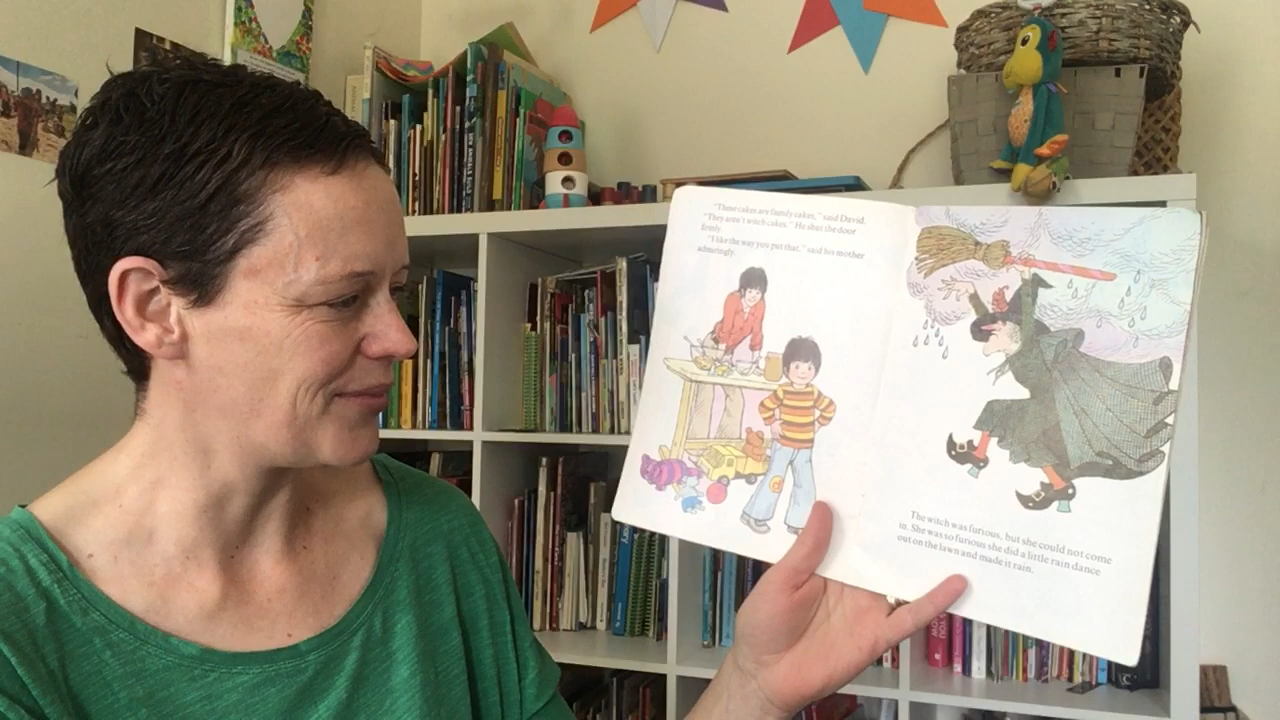 "These cakes are family cakes," said David.
"They aren't witch cakes." He shut the door
firmly.
"I like the way you put that," said his mother
admiringly.
The witch was furious, but she could not come
in. She was so furious she did a little rain dance
out on the lawn and made it rain.